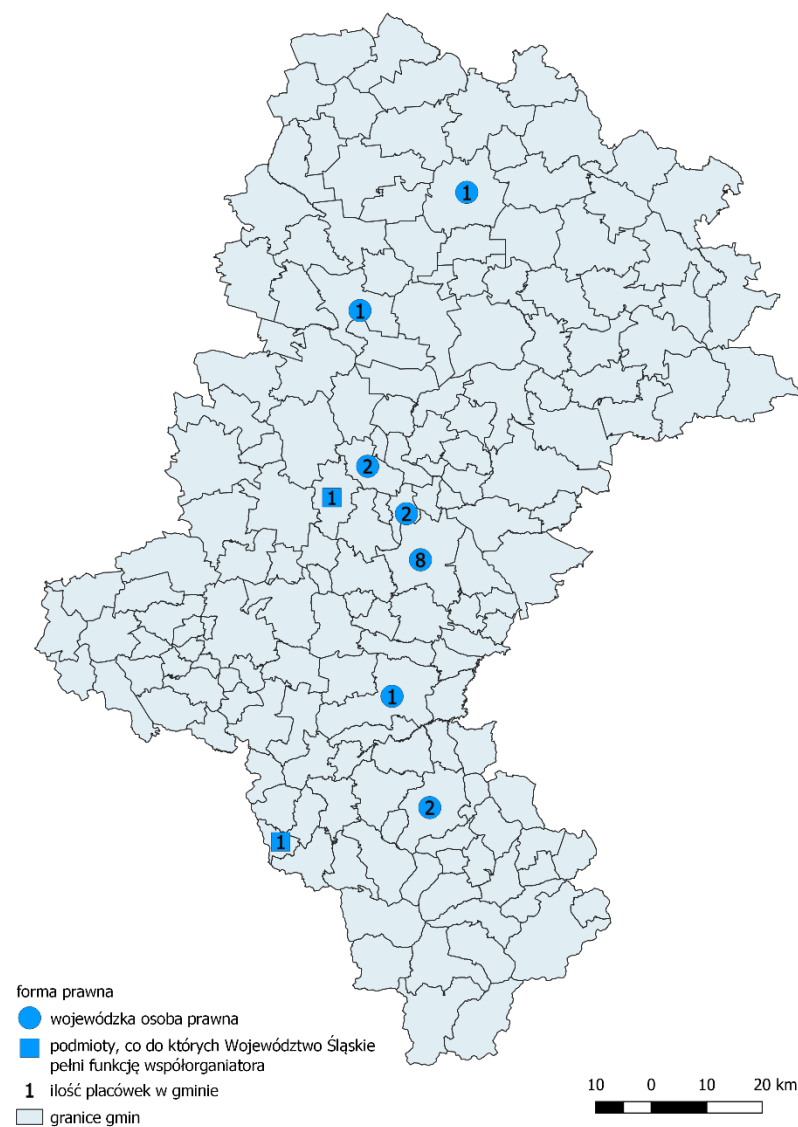 1
1
2
1
2
8
1
2
1
forma prawna
wojewódzka osoba prawna
podmioty, co do których Województwo Śląskie
pełni funkcję współorganiatora
1 ilość placówek w gminie
granice gmin
10 0 10 20 km